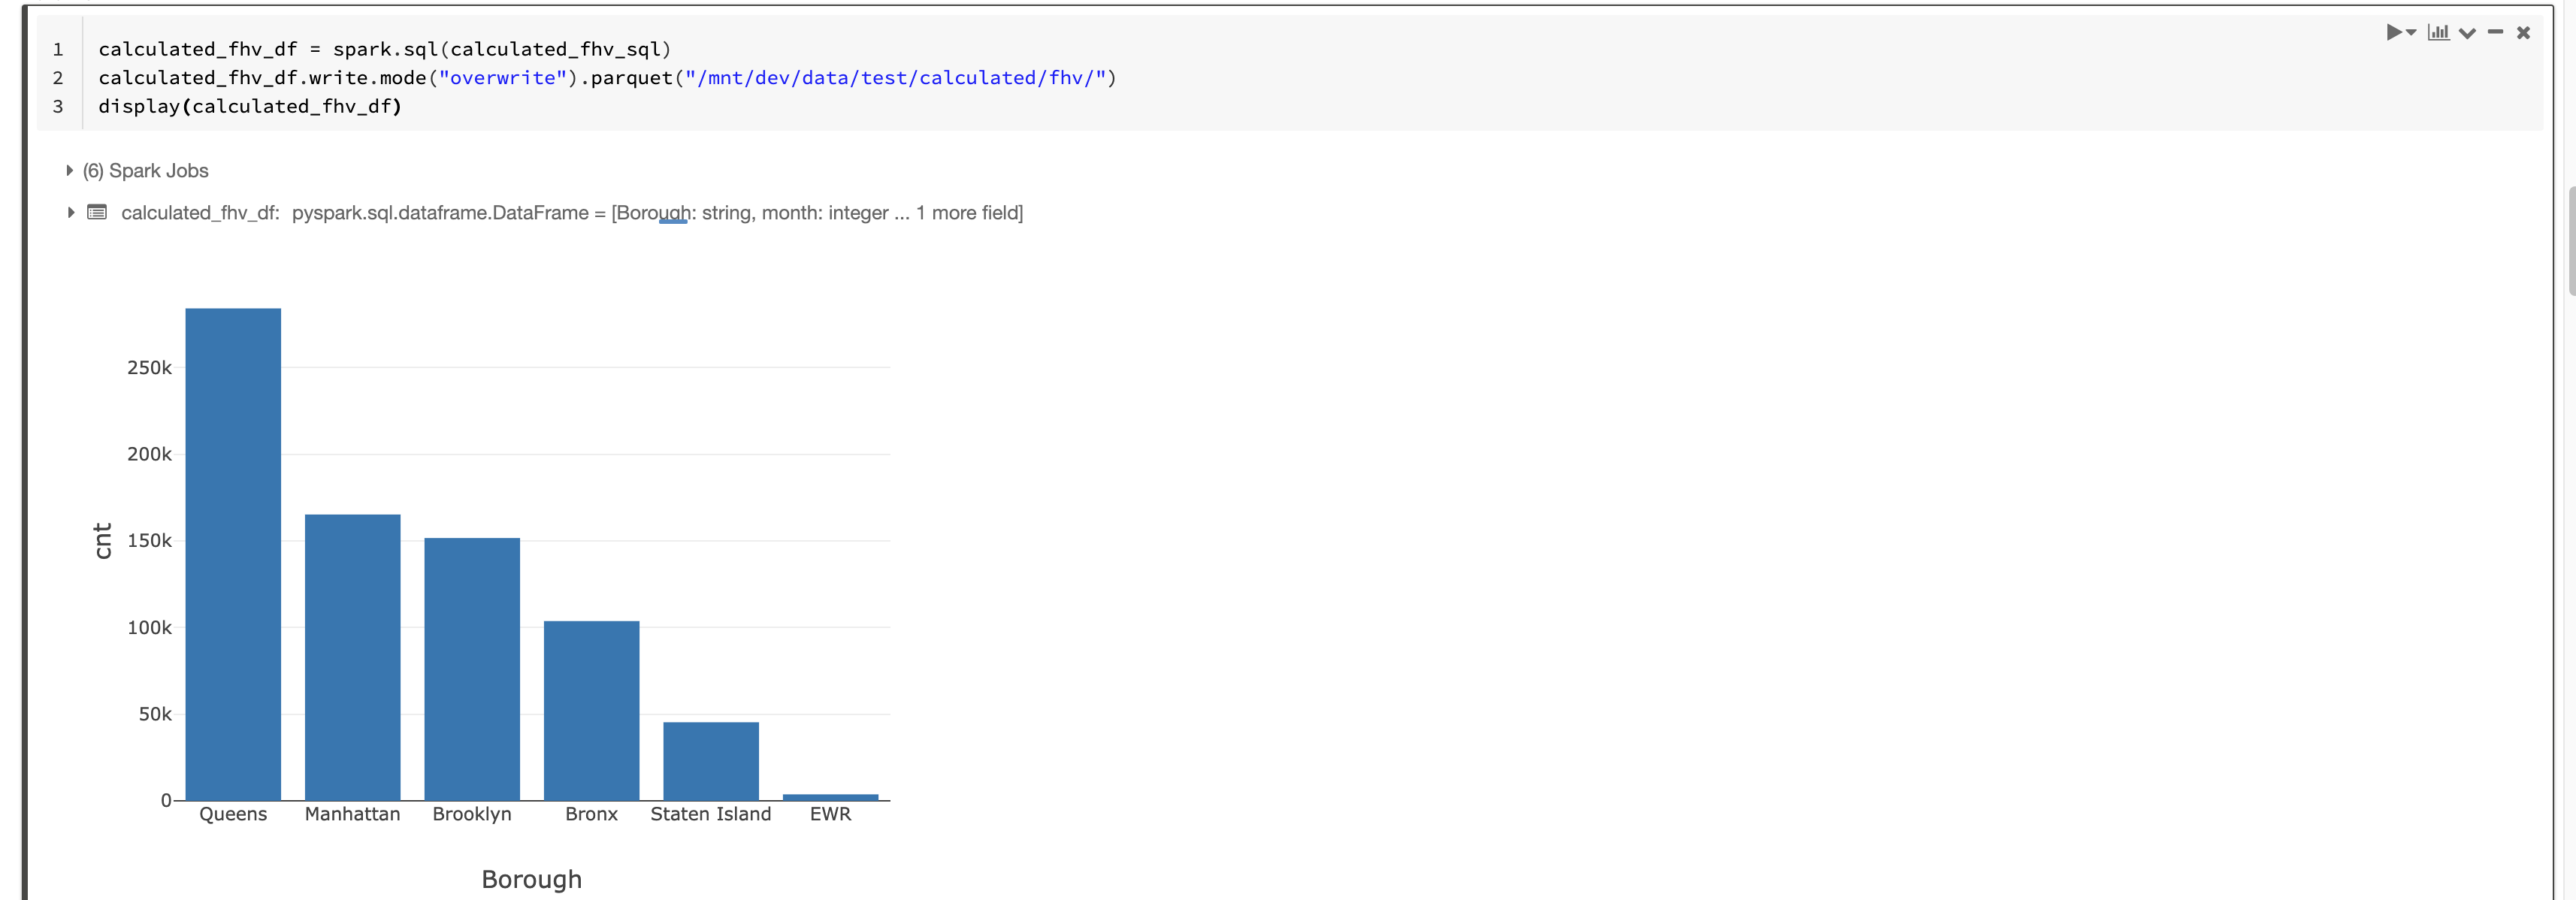 1 calculated_fhv_df = spark.sql(calculated_fhv_sql)
2 calculated_fhv_df.write.mode("overwrite").parquet("/mnt/dev/data/test/calculated/fhv/")
3 display(calculated_fhv_df)
(6) Spark Jobs
calculated_fhv_df: pyspark.sql.dataframe.DataFrame = [Borough: string, month: integer ... 1 more field]
250k
200k
150k
100k
50k
0
cnt
Queens Manhattan Brooklyn Bronx Staten Island EWR
Borough